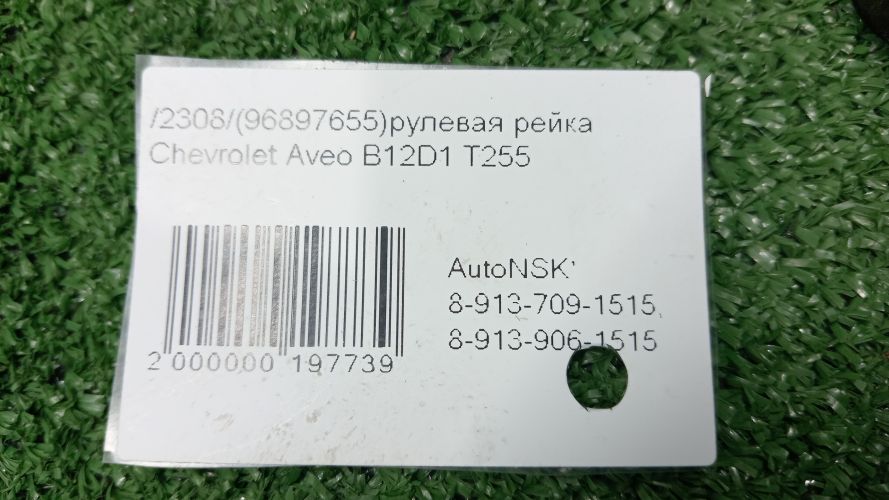 /2308/(96897655)рулевая рейка
Chevrolet Aveo B12D1 T255
AutoNSK'
8-913-709-1515,
8-913-906-1515
2 000000 197739